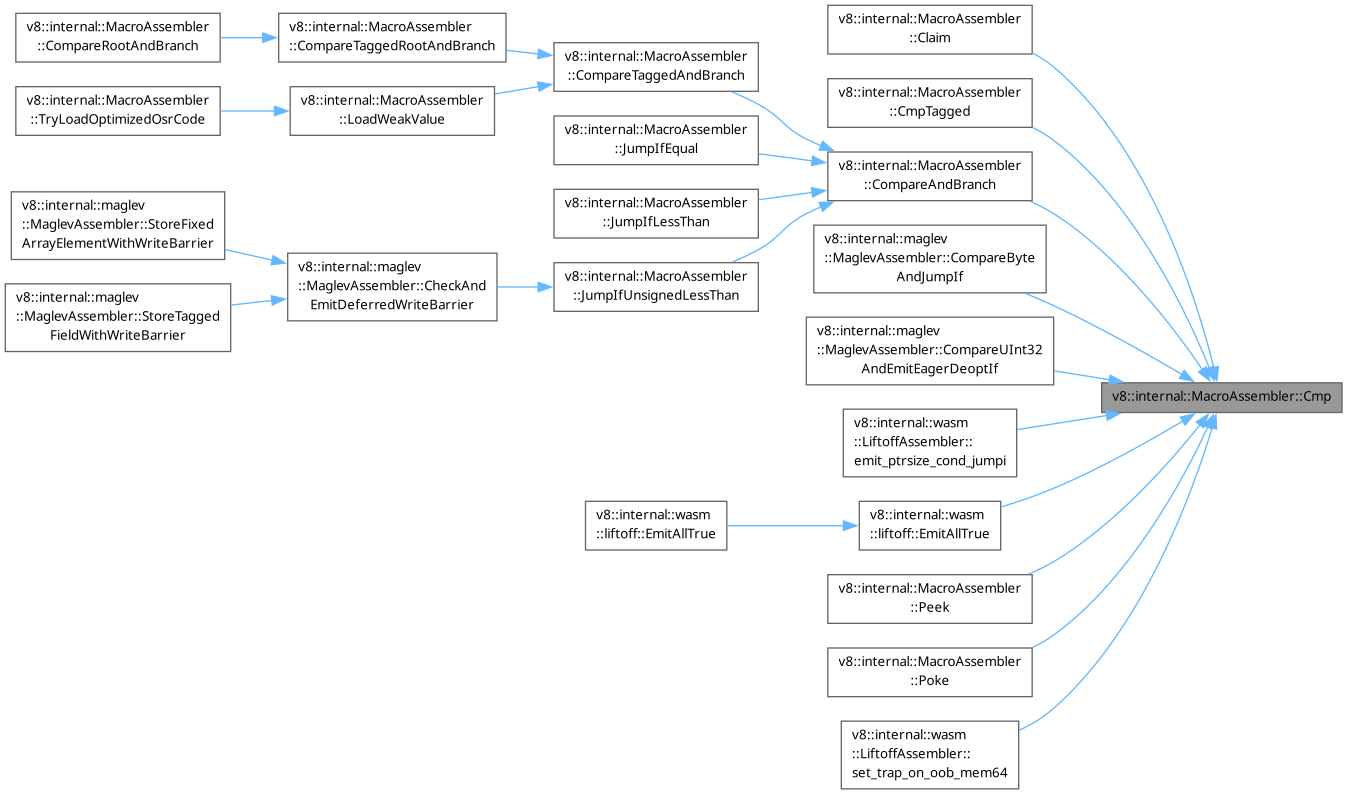 v8::internal::MacroAssembler
::CompareRootAndBranch
v8::internal::MacroAssembler
::TryLoadOptimizedOsrCode
v8::internal::maglev
::MaglevAssembler::StoreFixed
ArrayElementWithWriteBarrier
v8::internal::maglev
::MaglevAssembler::StoreTagged
FieldWithWriteBarrier
v8::internal::MacroAssembler
::CompareTaggedRootAndBranch
v8::internal::MacroAssembler
::LoadWeakValue
v8::internal::maglev
::MaglevAssembler::CheckAnd
EmitDeferredWriteBarrier
v8::internal::MacroAssembler
::CompareTaggedAndBranch
v8::internal::MacroAssembler
::JumpIfEqual
v8::internal::MacroAssembler
::JumpIfLessThan
v8::internal::MacroAssembler
::JumpIfUnsignedLessThan
v8::internal::wasm
::liftoff::EmitAllTrue
v8::internal::MacroAssembler
::Claim
v8::internal::MacroAssembler
::CmpTagged
v8::internal::MacroAssembler
::CompareAndBranch
v8::internal::maglev
::MaglevAssembler::CompareByte
AndJumpIf
v8::internal::maglev
::MaglevAssembler::CompareUInt32
AndEmitEagerDeoptIf
v8::internal::wasm
::LiftoffAssembler::
emit_ptrsize_cond_jumpi
v8::internal::wasm
::liftoff::EmitAllTrue
v8::internal::MacroAssembler
::Peek
v8::internal::MacroAssembler
::Poke
v8::internal::wasm
::LiftoffAssembler::
set_trap_on_oob_mem64
v8::internal::MacroAssembler::Cmp